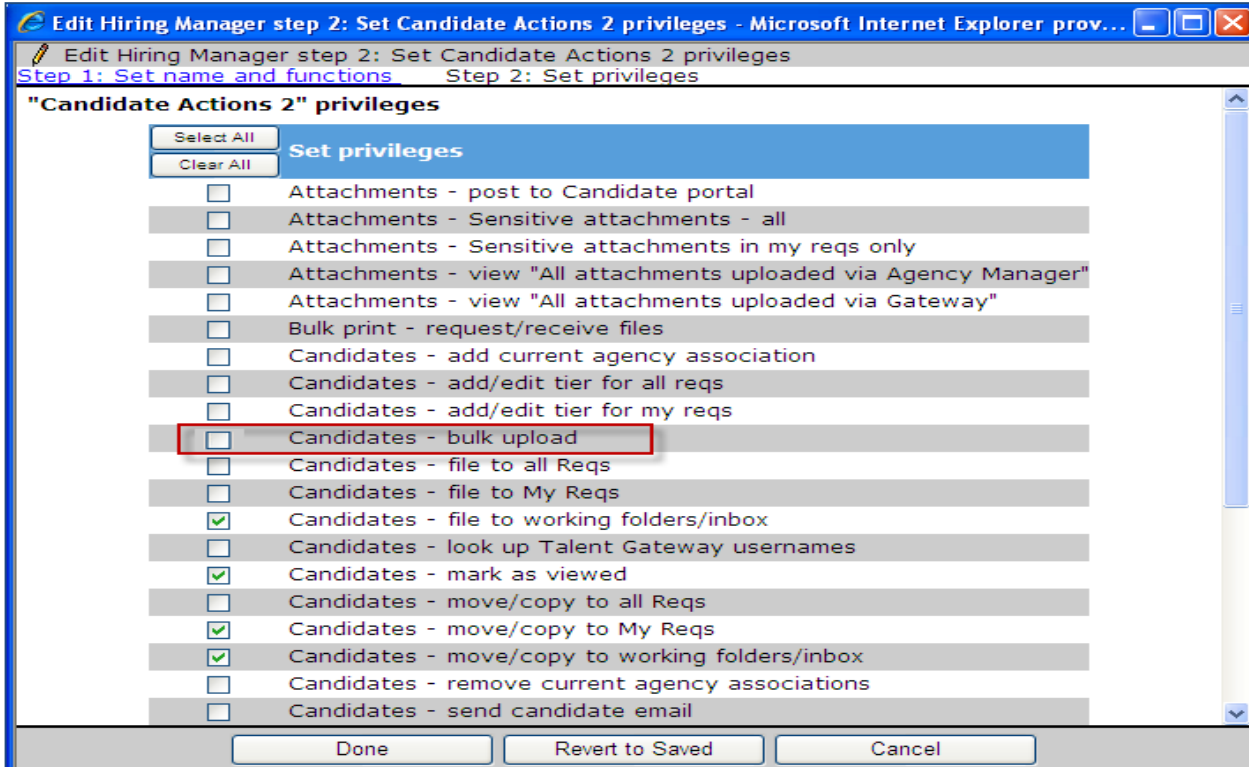 Edit Hiring Manager step 2: Set Candidate Actions 2 privileges - Microsoft Internet Explorer prov...
Edit Hiring Manager step 2: Set Candidate Actions 2 privileges
Step 1: Set name and functions Step 2: Set privileges
"Candidate Actions 2" privileges
Select All
Clear All
Set privileges
Attachments - post to Candidate portal
Attachments - Sensitive attachments - all
Attachments - Sensitive attachments in my reqs only
Attachments - view "All attachments uploaded via Agency Manager"
Attachments - view "All attachments uploaded via Gateway"
Bulk print - request/receive files
Candidates - add current agency association
Candidates - add/edit tier for all reqs
Candidates - add/edit tier for my reqs
Candidates - bulk upload
Candidates - file to all Reqs
Candidates - file to My Reqs
Candidates - file to working folders/inbox
Candidates - look up Talent Gateway usernames
Candidates - mark as viewed
Candidates - move/copy to all Reqs
Candidates - move/copy to My Reqs
Candidates - move/copy to working folders/inbox
Candidates - remove current agency associations
Candidates - send candidate email
Done Revert to Saved Cancel